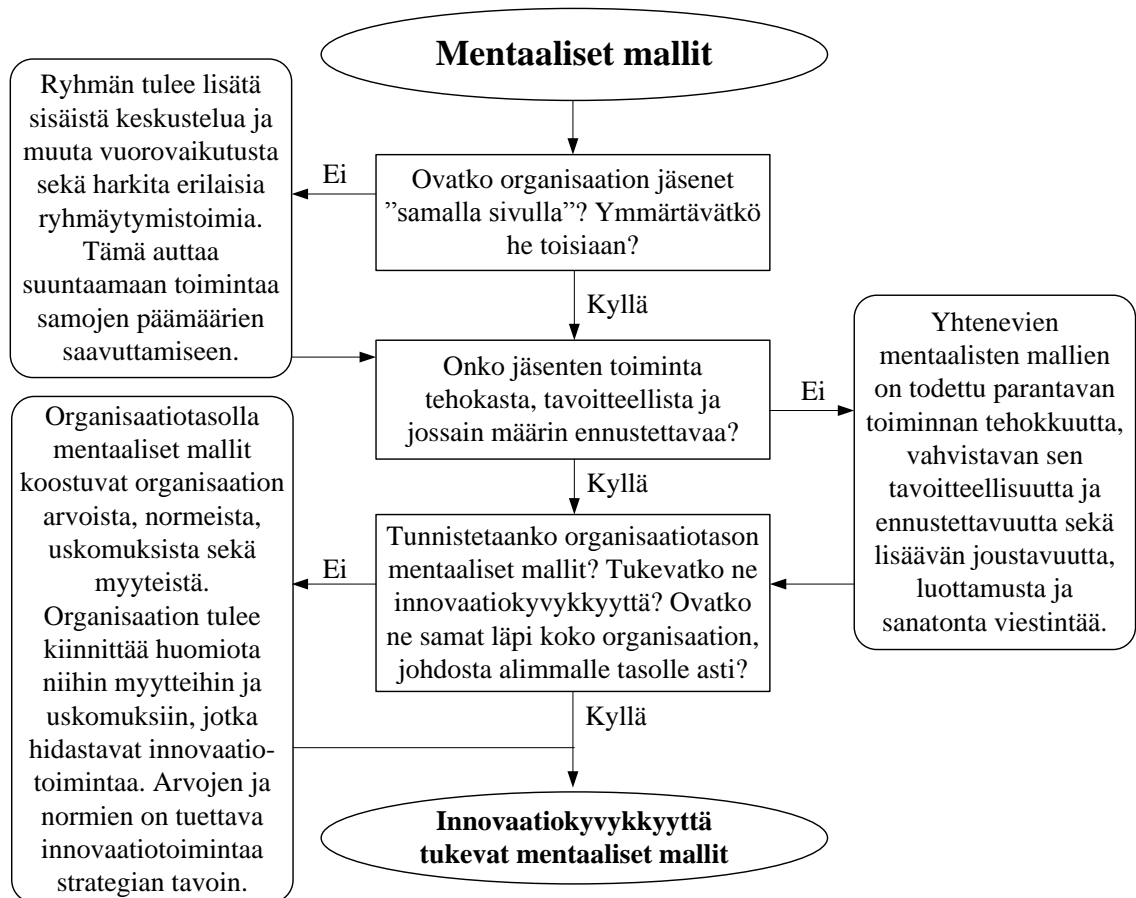 Mentaaliset mallit
Ryhmän tulee lisätä
sisäistä keskustelua ja
muuta vuorovaikutusta
sekä harkita erilaisia
ryhmäytymistoimia.
Tämä auttaa
suuntaamaan toimintaa
samojen päämäärien
saavuttamiseen.
Ei
Ovatko organisaation jäsenet
”samalla sivulla”? Ymmärtävätkö
he toisiaan?
Kyllä
Onko jäsenten toiminta
tehokasta, tavoitteellista ja
jossain määrin ennustettavaa?
Ei
Yhtenevien
mentaalisten mallien
on todettu parantavan
toiminnan tehokkuutta,
vahvistavan sen
tavoitteellisuutta ja
ennustettavuutta sekä
lisäävän joustavuutta,
luottamusta ja
sanatonta viestintää.
Kyllä
Organisaatiotasolla
mentaaliset mallit
koostuvat organisaation
arvoista, normeista,
uskomuksista sekä
myyteistä.
Organisaation tulee
kiinnittää huomiota
niihin myytteihin ja
uskomuksiin, jotka
hidastavat innovaatio-
toimintaa. Arvojen ja
normien on tuettava
innovaatiotoimintaa
strategian tavoin.
Ei
Tunnistetaanko organisaatiotason
mentaaliset mallit? Tukevatko ne
innovaatiokyvykkyyttä? Ovatko
ne samat läpi koko organisaation,
johdosta alimmalle tasolle asti?
Kyllä
Innovaatiokyvykkyyttä
tukevat mentaaliset mallit